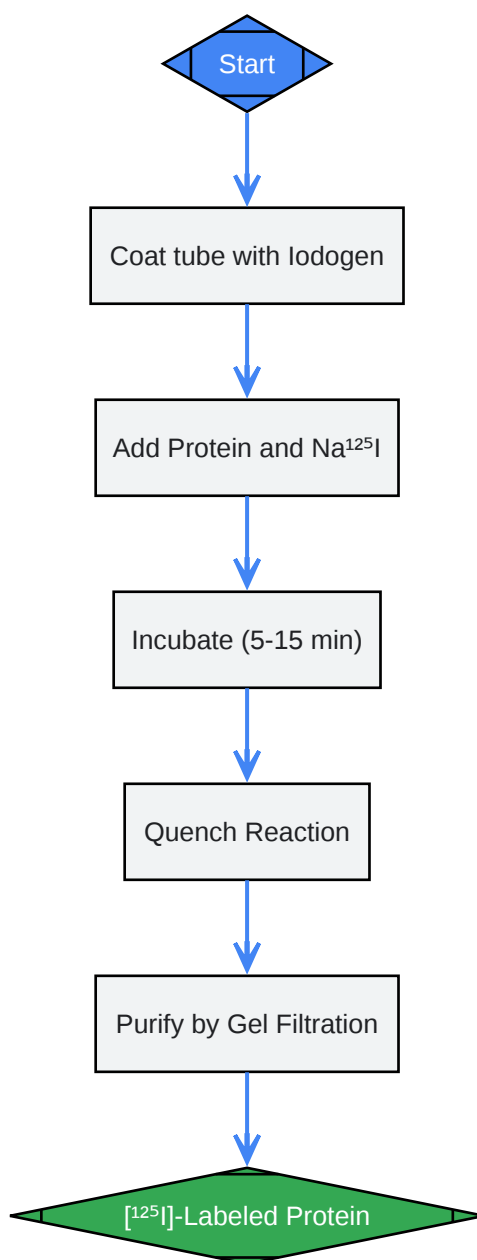 Start
Coat tube with Iodogen
Add Protein and Na¹²⁵I
Incubate (5-15 min)
Quench Reaction
Purify by Gel Filtration
[¹²⁵I]-Labeled Protein